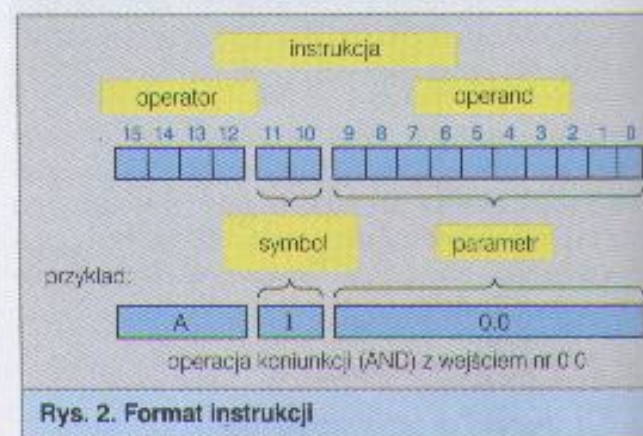 instrukcja
operator operand
15 14 13 12 11 10 9 8 7 6 5 4 3 2 1 0
symbol parametr
przykład:
A I 0.0
operacja koniunkcji (AND) z wejściem nr 0.0
Rys. 2. Format instrukcji